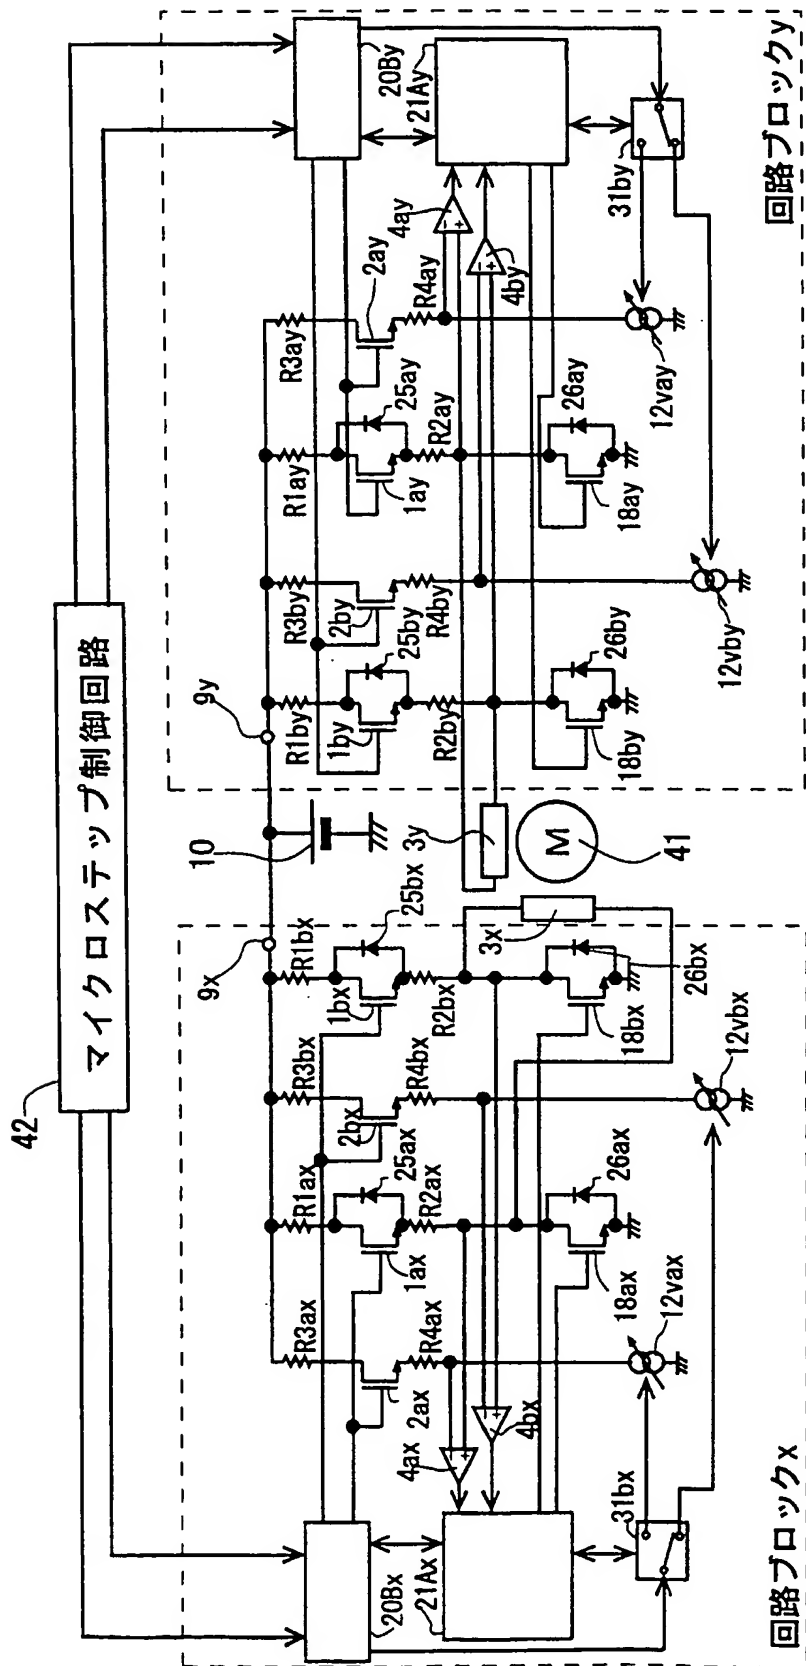 42
マイクロステップ制御回路
9x
9y
10
R3ax
R1ax
R3bx
R1bx
R1by
R3by
R1ay
R3ay
20Bx
20By
2ax
1ax
25ax
2bx
1bx
25bx
1by
25by
2by
1ay
25ay
2ay
R4ax
R2ax
R4bx
R2bx
R2by
R4by
R2ay
R4ay
21Ax
21Ay
4ax
4bx
4ay
4by
3x
3y
M
41
18ax
26ax
18bx
26bx
18by
26by
18ay
26ay
31bx
12vax
12vbx
12vby
12vay
31by
回路ブロックx
回路ブロックy